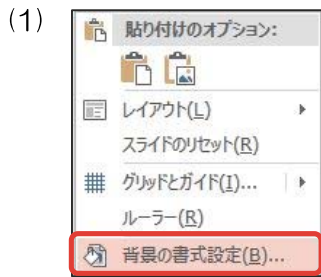 (1)
貼り付けのオプション:
レイアウト(L)
スライドのリセット(R)
グリッドとガイド(I)...
ルーラー(R)
背景の書式設定(B)...